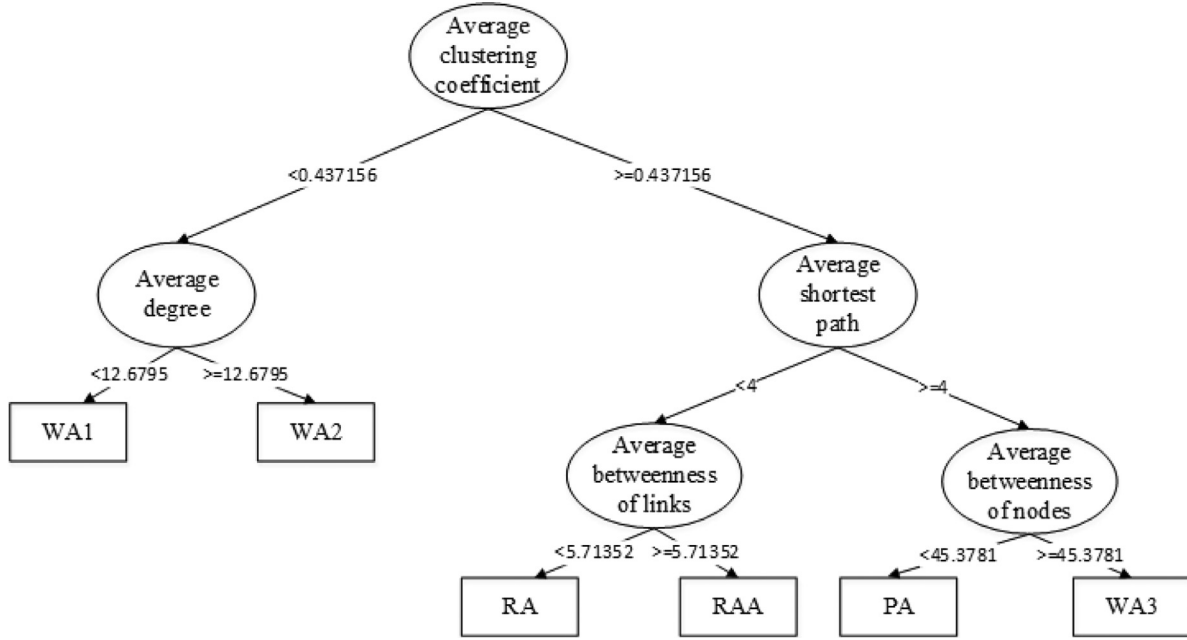 Average
clustering
coefficient
<0.437156
>=0.437156
Average
degree
Average
shortest
path
<12.6795
>=12.6795
<4
>=4
WA1
WA2
Average
betweenness
of links
Average
betweenness
of nodes
<5.71352
>=5.71352
<45.3781
>=45.3781
RA
RAA
PA
WA3